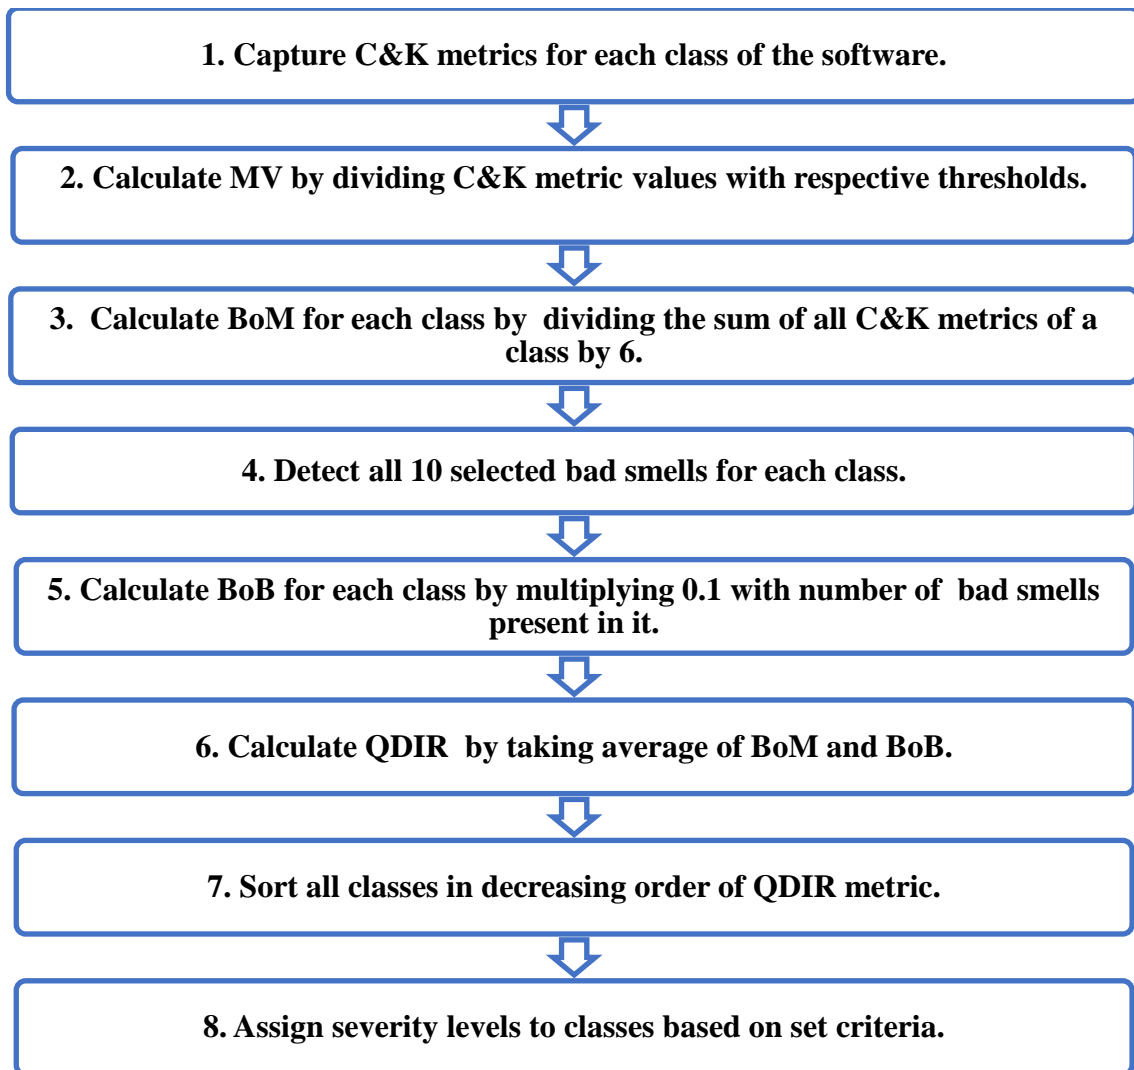 1. Capture C&K metrics for each class of the software.
2. Calculate MV by dividing C&K metric values with respective thresholds.
3. Calculate BoM for each class by dividing the sum of all C&K metrics of a
class by 6.
4. Detect all 10 selected bad smells for each class.
5. Calculate BoB for each class by multiplying 0.1 with number of bad smells
present in it.
6. Calculate QDIR by taking average of BoM and BoB.
7. Sort all classes in decreasing order of QDIR metric.
8. Assign severity levels to classes based on set criteria.